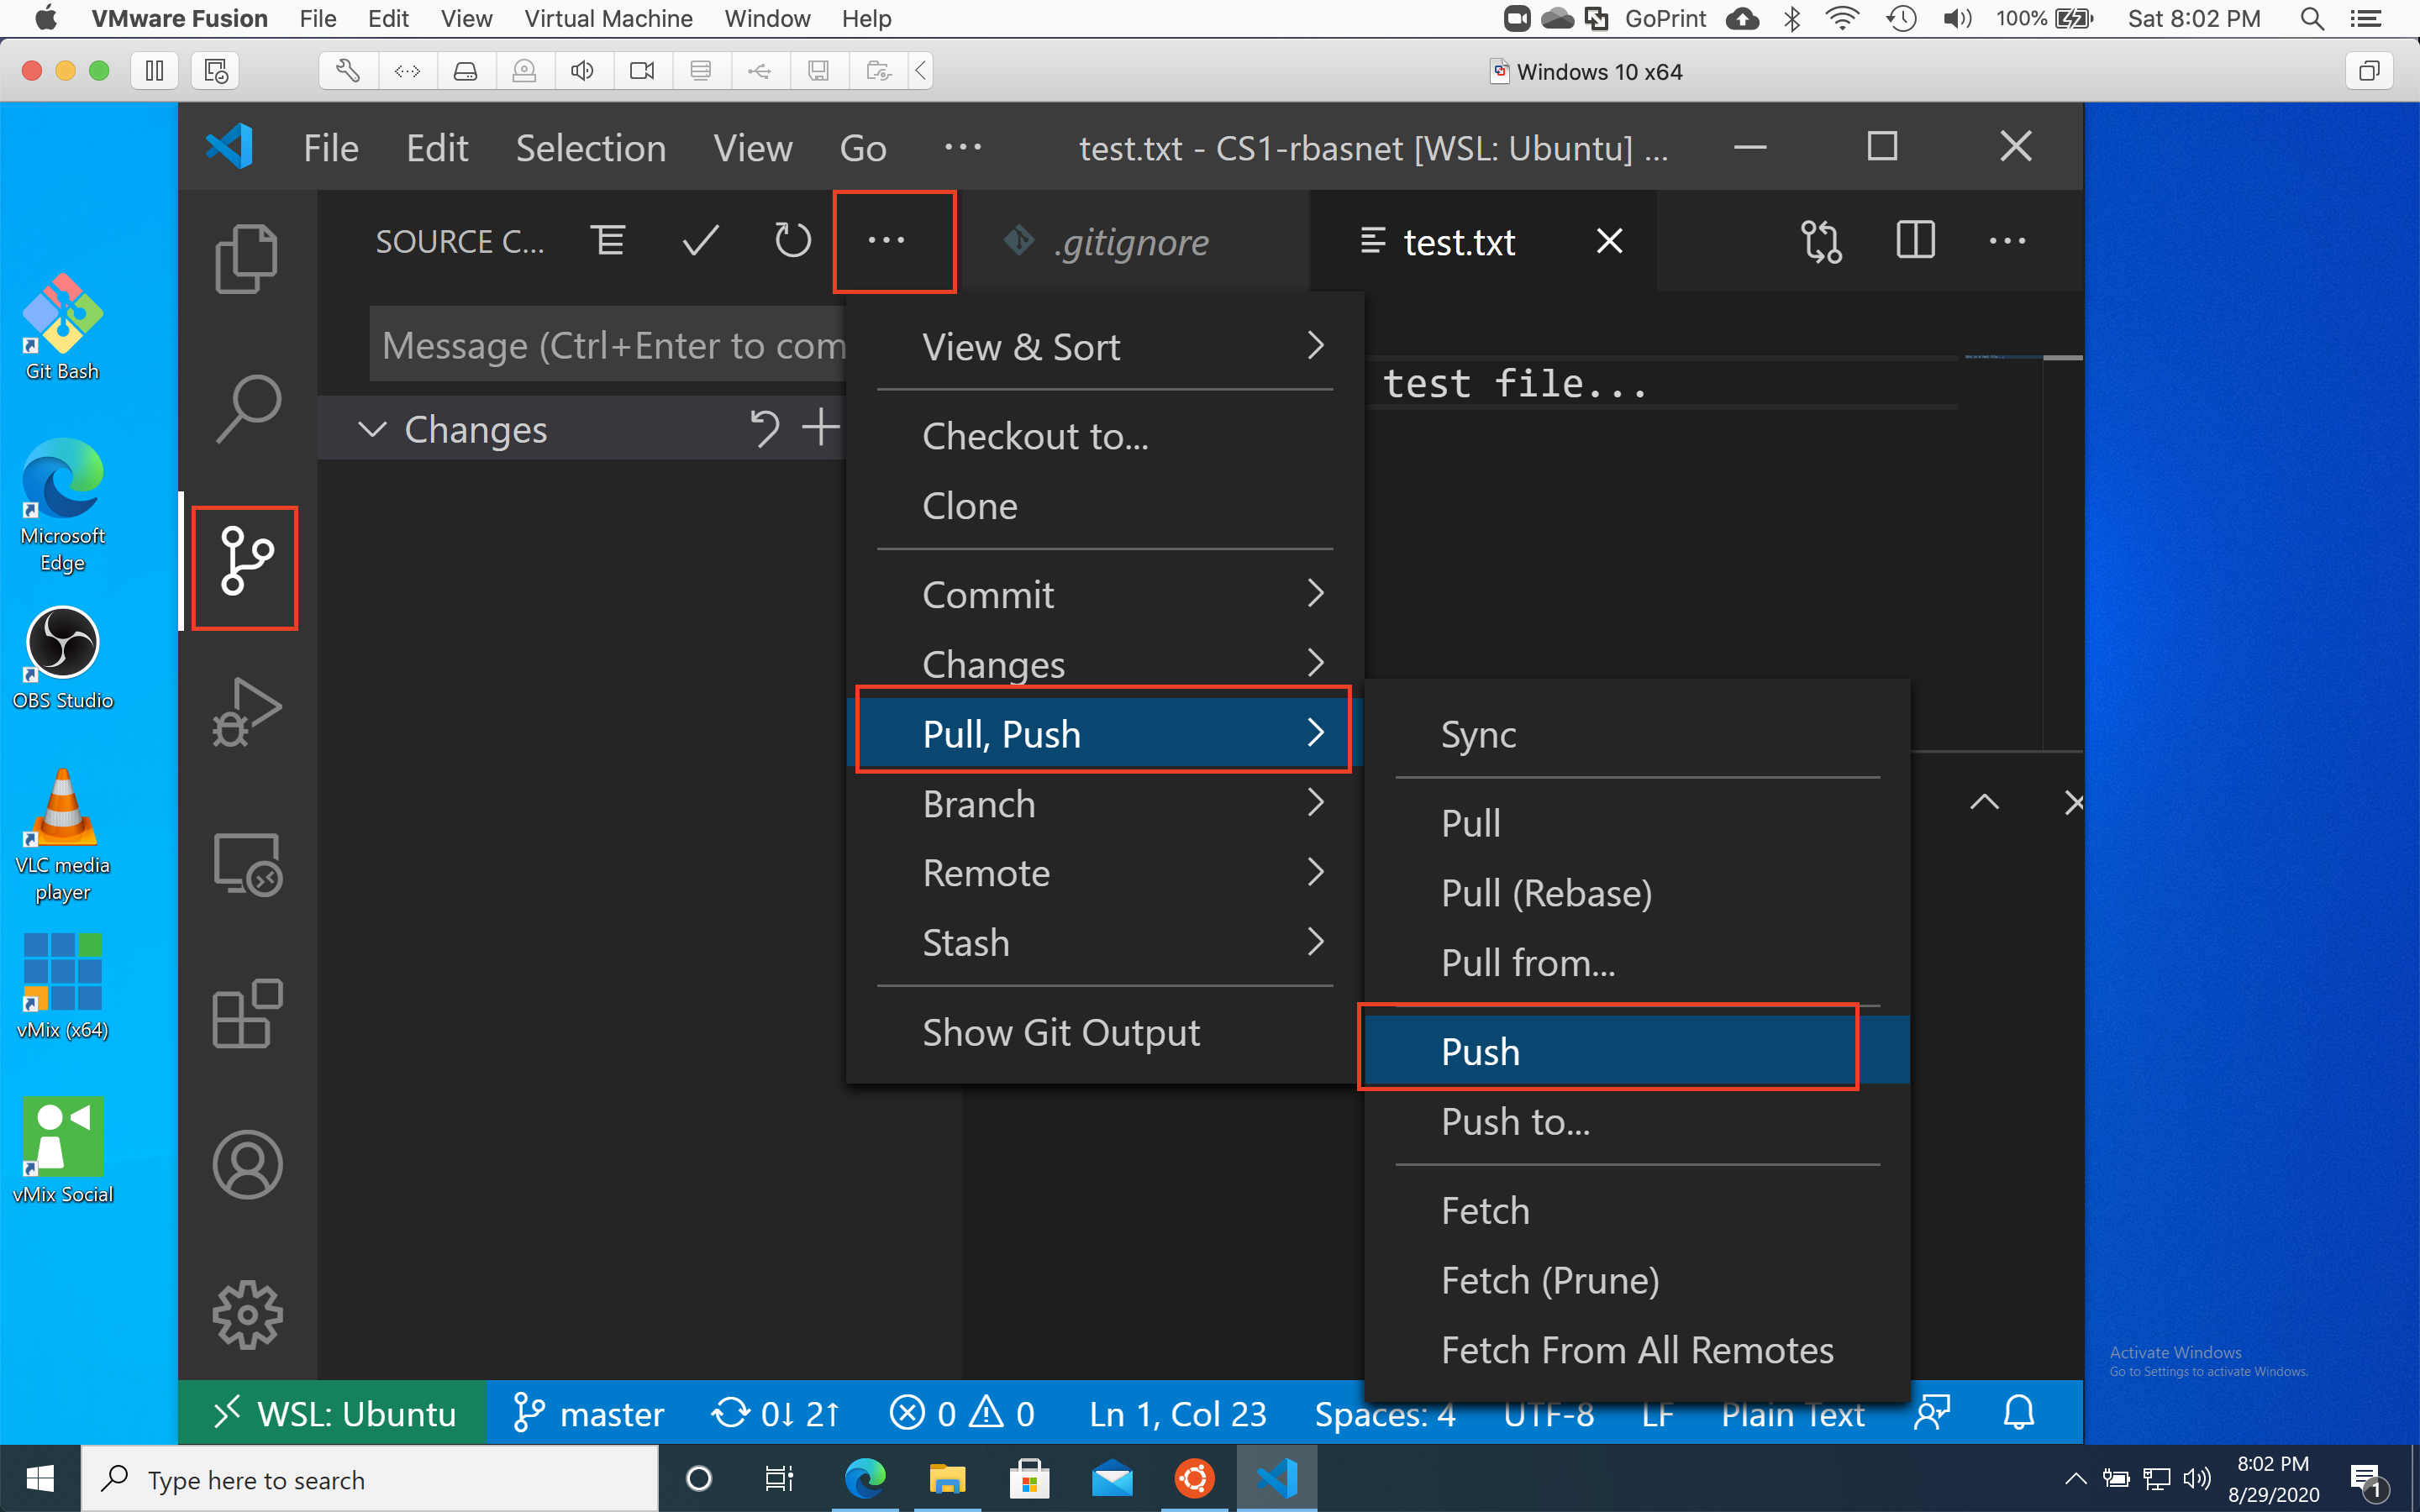 VMware Fusion File Edit View Virtual Machine Window Help GoPrint 100% Sat 8:02 PM
Windows 10 x64
File Edit Selection View Go ··· test.txt - CS1-rbasnet [WSL: Ubuntu] ...
SOURCE C... ··· .gitignore test.txt ···
Message (Ctrl+Enter to com
Changes
test file...
View & Sort
Checkout to...
Clone
Commit
Changes
Pull, Push
Branch
Remote
Stash
Show Git Output
Sync
Pull
Pull (Rebase)
Pull from...
Push
Push to...
Fetch
Fetch (Prune)
Fetch From All Remotes
Git Bash
Microsoft
Edge
OBS Studio
VLC media
player
vMix (x64)
vMix Social
Activate Windows
Go to Settings to activate Windows.
WSL: Ubuntu master 0↓ 2↑ 0 0 Ln 1, Col 23 Spaces: 4 UTF-8 LF Plain Text
Type here to search
8:02 PM
8/29/2020
1